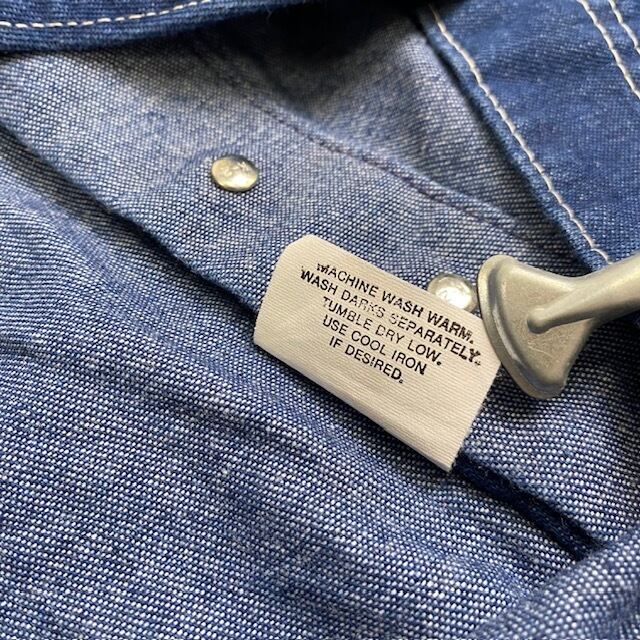 MACHINE WASH WARM.
WASH DARKS SEPARATELY.
TUMBLE DRY LOW.
USE COOL IRON
IF DESIRED.